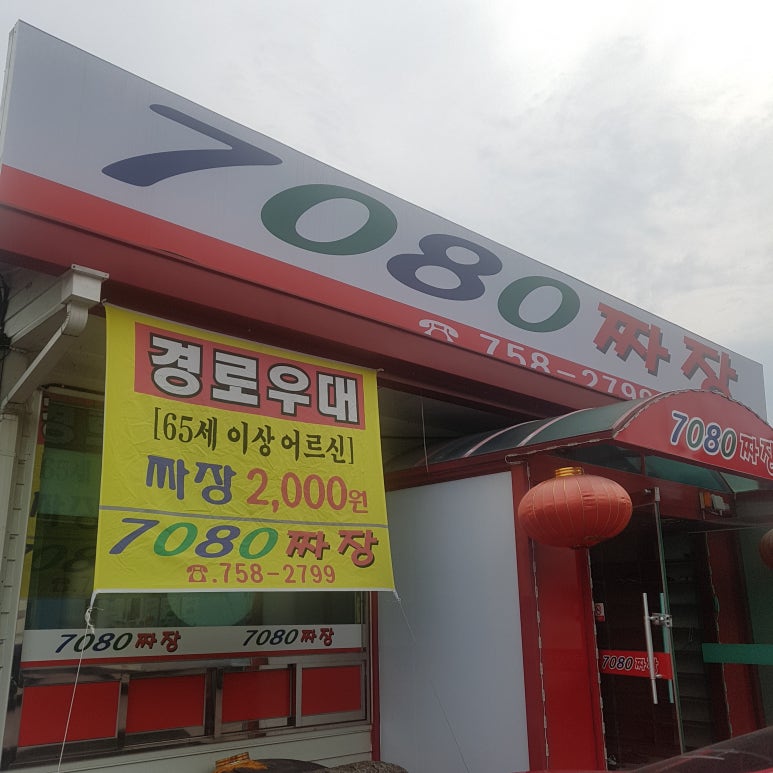 7080 짜장
☎ 758-2799
경로우대
[65세 이상 어르신]
짜장 2,000원
7080 짜장
☎.758-2799
7080 짜장
7080 짜장 7080 짜장
7080 짜장